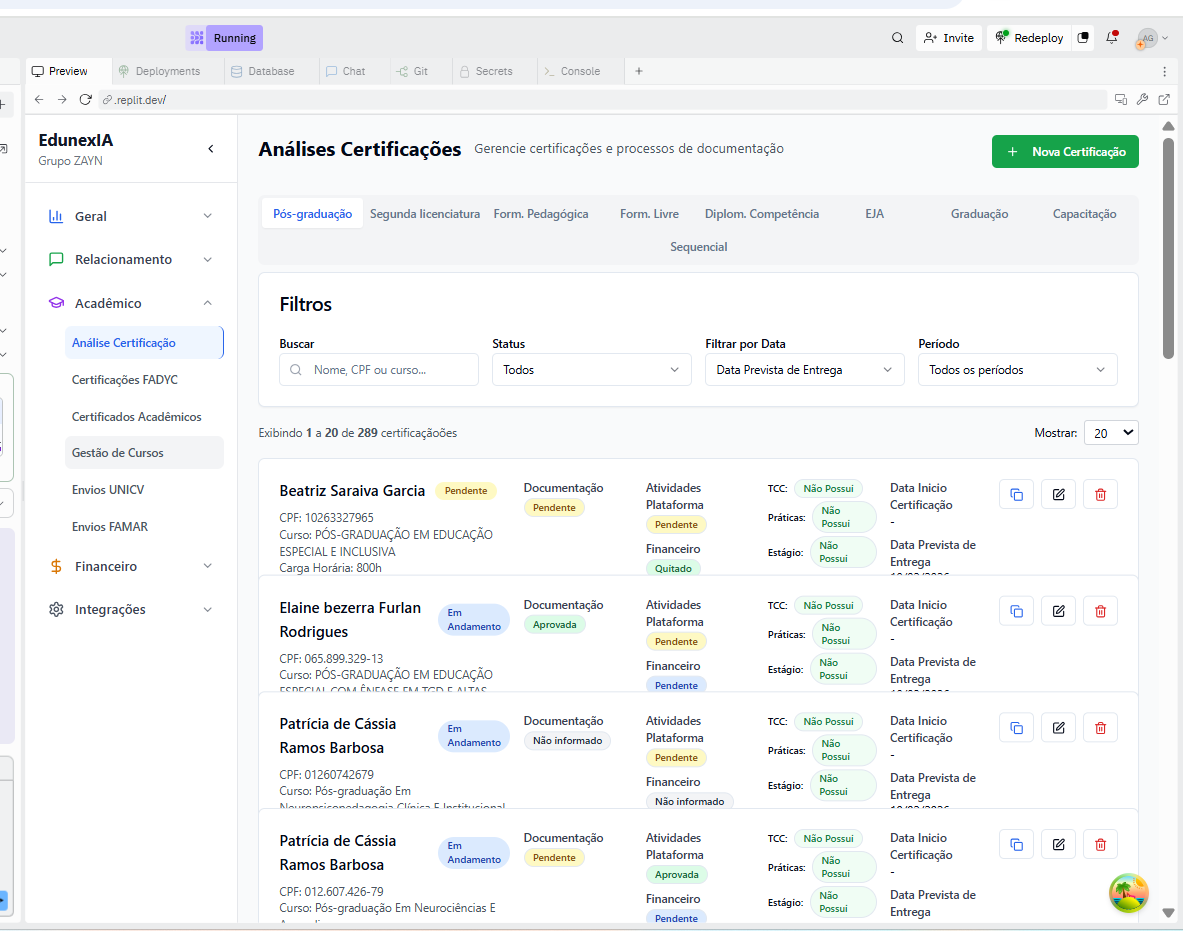 Running
Invite
Redeploy
AG
Preview
Deployments
Database
Chat
Git
Secrets
Console
.replit.dev/
EdunexIA
Grupo ZAYN
Geral
Relacionamento
Acadêmico
Análise Certificação
Certificações FADYC
Certificados Acadêmicos
Gestão de Cursos
Envios UNICV
Envios FAMAR
Financeiro
Integrações
Análises Certificações
Gerencie certificações e processos de documentação
+ Nova Certificação
Pós-graduação
Segunda licenciatura
Form. Pedagógica
Form. Livre
Diplom. Competência
EJA
Graduação
Capacitação
Sequencial
Filtros
Buscar
Nome, CPF ou curso...
Status
Todos
Filtrar por Data
Data Prevista de Entrega
Período
Todos os períodos
Exibindo 1 a 20 de 289 certificaçãoões
Mostrar: 20
Beatriz Saraiva Garcia
Pendente
CPF: 10263327965
Curso: PÓS-GRADUAÇÃO EM EDUCAÇÃO
ESPECIAL E INCLUSIVA
Carga Horária: 800h
Documentação
Pendente
Atividades
Plataforma
Pendente
Financeiro
Quitado
TCC: Não Possui
Práticas: Não
Possui
Estágio: Não
Possui
Data Inicio
Certificação
-
Data Prevista de
Entrega
Elaine bezerra Furlan
Rodrigues
Em
Andamento
CPF: 065.899.329-13
Curso: PÓS-GRADUAÇÃO EM EDUCAÇÃO
ESPECIAL COM ÊNFASE EM TGD E ALTAS
Documentação
Aprovada
Atividades
Plataforma
Pendente
Financeiro
Pendente
TCC: Não Possui
Práticas: Não
Possui
Estágio: Não
Possui
Data Inicio
Certificação
-
Data Prevista de
Entrega
Patrícia de Cássia
Ramos Barbosa
Em
Andamento
CPF: 01260742679
Curso: Pós-graduação Em
Neuropsicopedagogia Clínica E Institucional
Documentação
Não informado
Atividades
Plataforma
Pendente
Financeiro
Não informado
TCC: Não Possui
Práticas: Não
Possui
Estágio: Não
Possui
Data Inicio
Certificação
-
Data Prevista de
Entrega
Patrícia de Cássia
Ramos Barbosa
Em
Andamento
CPF: 012.607.426-79
Curso: Pós-graduação Em Neurociências E
Documentação
Pendente
Atividades
Plataforma
Aprovada
Financeiro
Pendente
TCC: Não Possui
Práticas: Não
Possui
Estágio: Não
Possui
Data Inicio
Certificação
-
Data Prevista de
Entrega